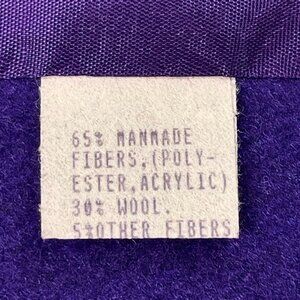 65% MANMADE
FIBERS,(POLY-
ESTER,ACRYLIC)
30% WOOL.
5%OTHER FIBERS